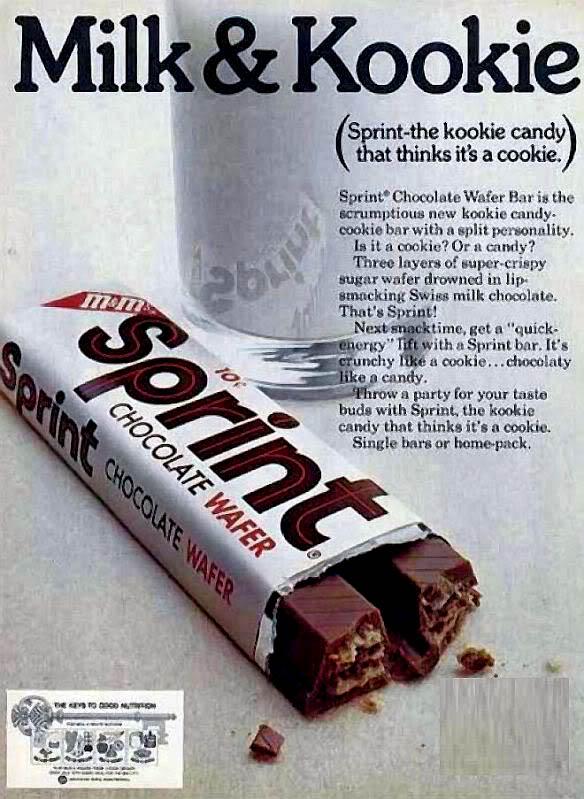 Milk & Kookie
(Sprint-the kookie candy
that thinks it's a cookie.)
Sprint® Chocolate Wafer Bar is the
scrumptious new kookie candy-
cookie bar with a split personality.
Is it a cookie? Or a candy?
Three layers of super-crispy
sugar wafer drowned in lip-
smacking Swiss milk chocolate.
That's Sprint!
Next snacktime, get a "quick-
energy" lift with a Sprint bar. It's
crunchy like a cookie...chocolaty
like a candy.
Throw a party for your taste
buds with Sprint, the kookie
candy that thinks it's a cookie.
Single bars or home-pack.
m&m's
10¢
Sprint®
CHOCOLATE WAFER
Sprint CHOCOLATE WAFER
THE KEYS TO GOOD NUTRITION